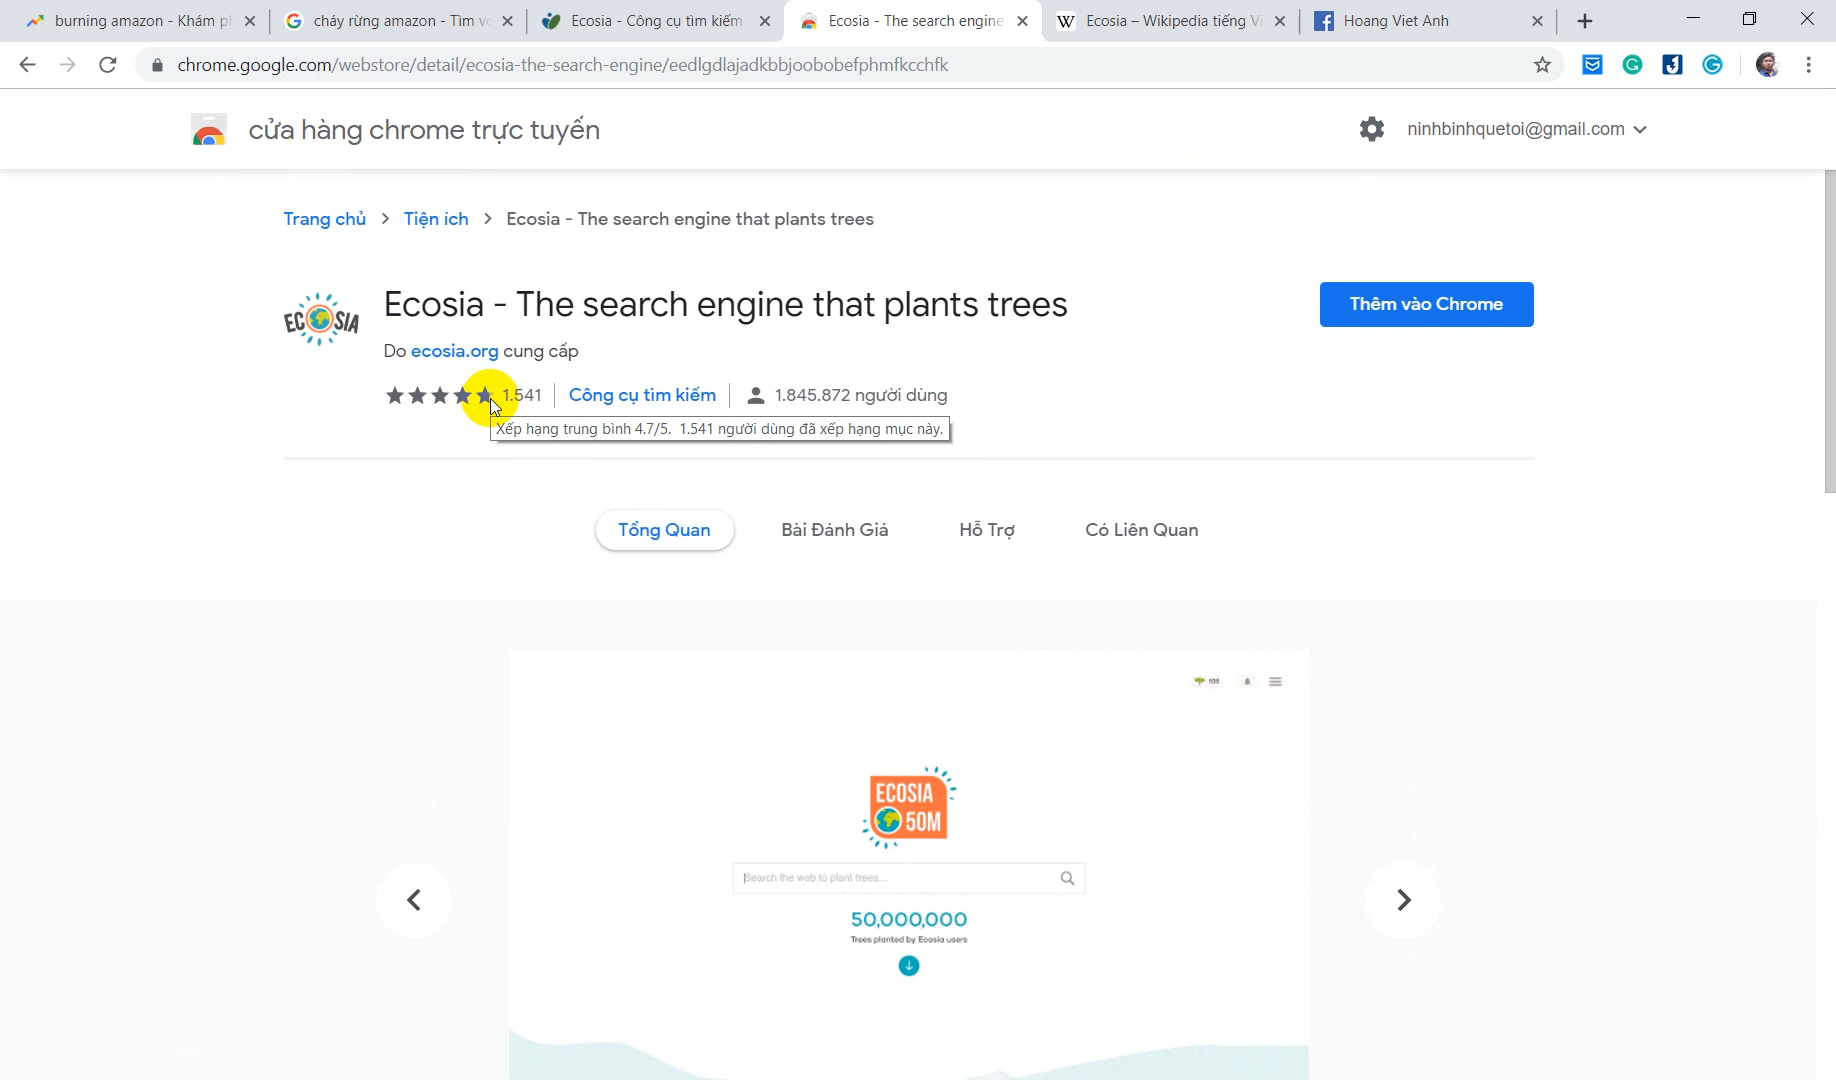 burning amazon - Khám ph
cháy rừng amazon - Tìm vớ
Ecosia - Công cụ tìm kiếm
Ecosia - The search engine
Ecosia – Wikipedia tiếng Vi
Hoang Viet Anh
chrome.google.com/webstore/detail/ecosia-the-search-engine/eedlgdlajadkbbjoobobefphmfkcchfk
cửa hàng chrome trực tuyến
ninhbinhquetoi@gmail.com
Trang chủ > Tiện ích > Ecosia - The search engine that plants trees
ECOSIA
Ecosia - The search engine that plants trees
Thêm vào Chrome
Do ecosia.org cung cấp
1.541 Công cụ tìm kiếm 1.845.872 người dùng
Xếp hạng trung bình 4.7/5. 1.541 người dùng đã xếp hạng mục này.
Tổng Quan Bài Đánh Giá Hỗ Trợ Có Liên Quan
ECOSIA
50M
Search the web to plant trees...
50,000,000
Trees planted by Ecosia users